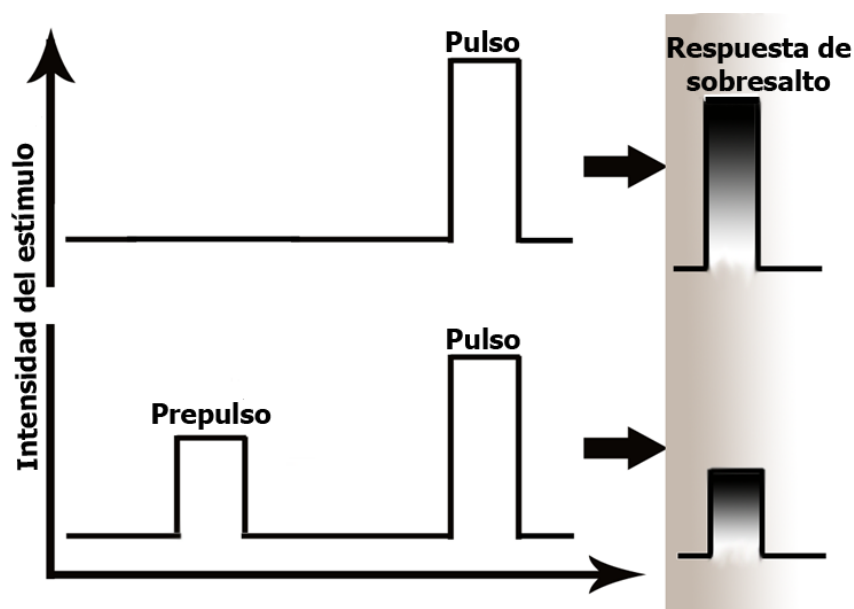 Pulso
Respuesta de
sobresalto
Intensidad del estímulo
Pulso
Prepulso